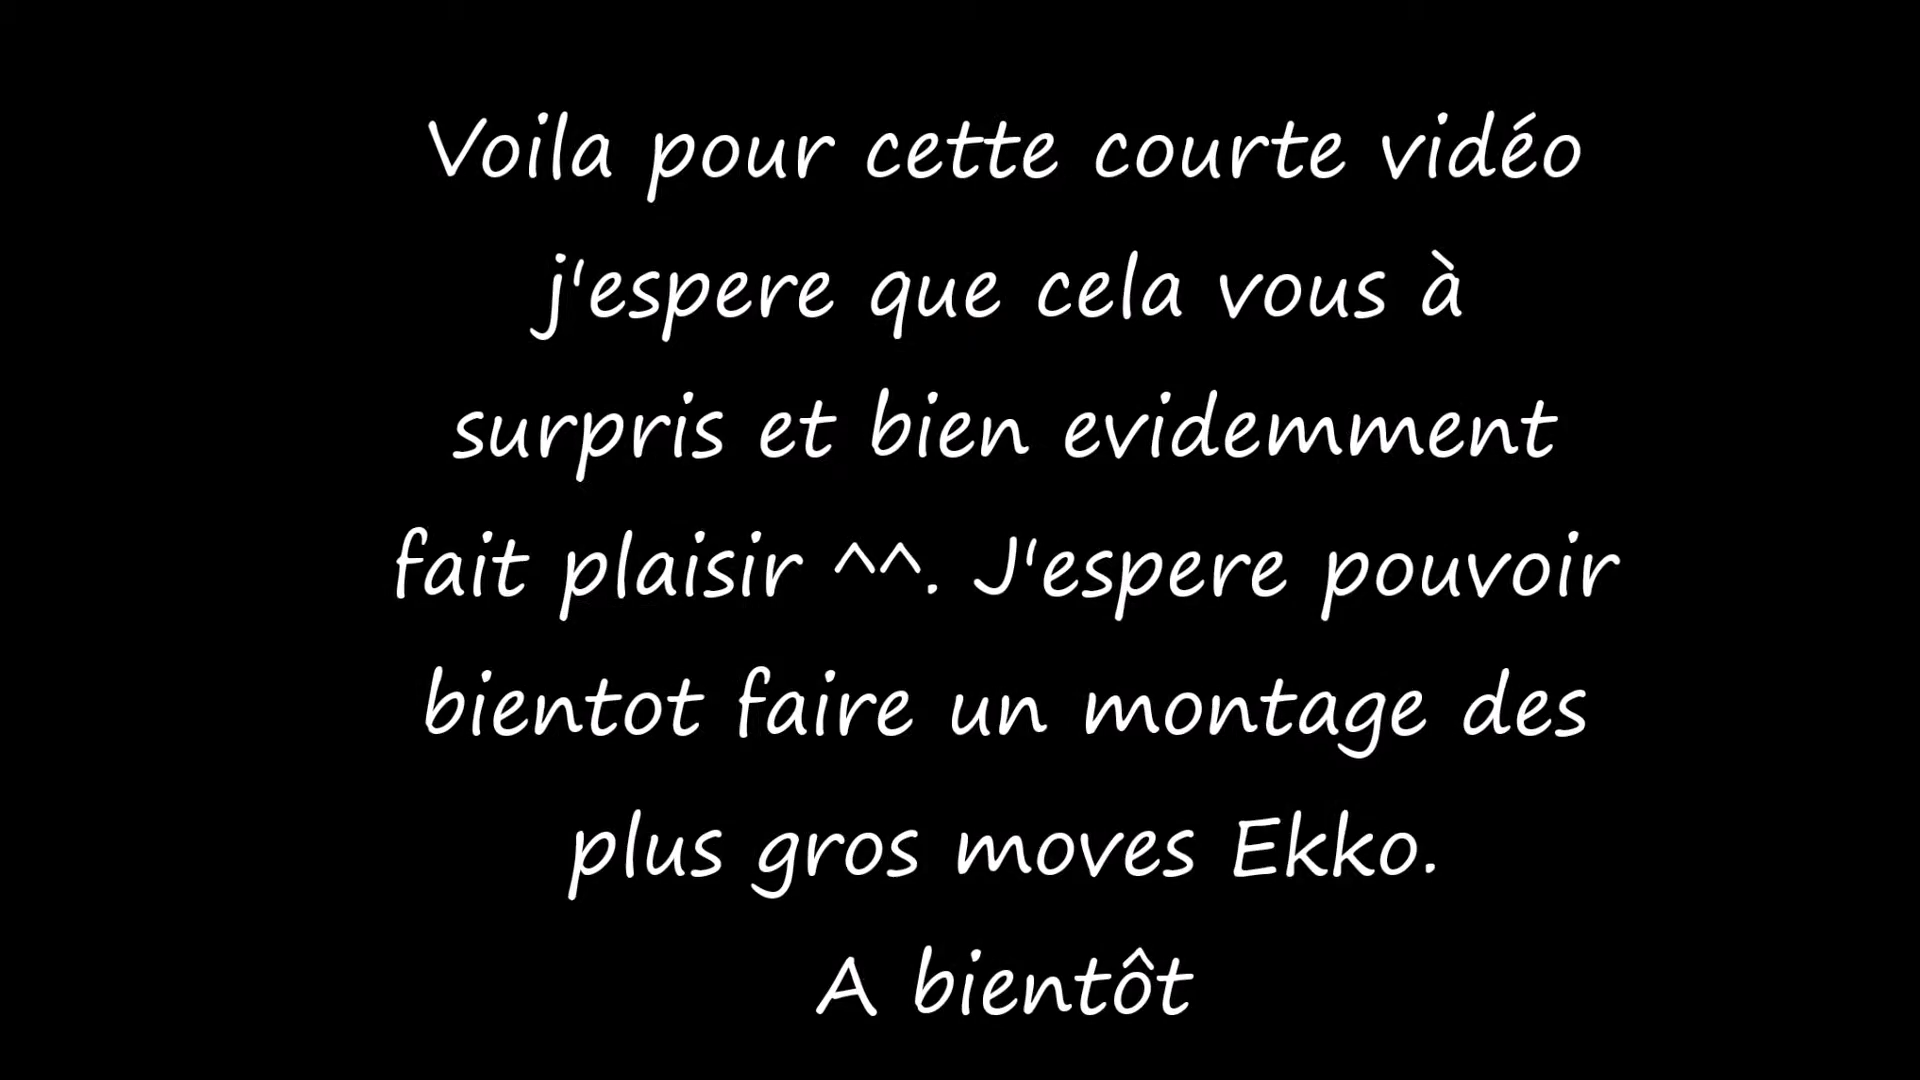 Voila pour cette courte vidéo
j'espere que cela vous à
surpris et bien evidemment
fait plaisir ^^. J'espere pouvoir
bientot faire un montage des
plus gros moves Ekko.
A bientôt